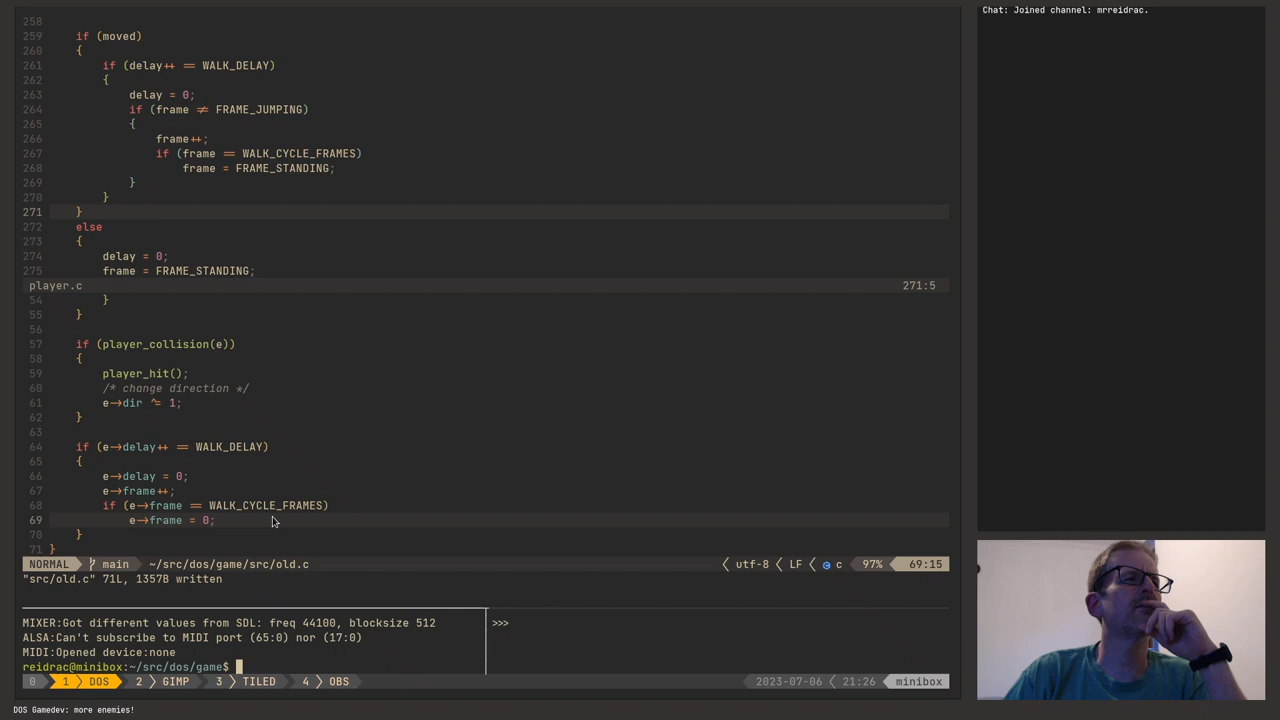 Chat: Joined channel: mrreidrac.
258
259 if (moved)
260 {
261 if (delay++ == WALK_DELAY)
262 {
263 delay = 0;
264 if (frame ≠ FRAME_JUMPING)
265 {
266 frame++;
267 if (frame == WALK_CYCLE_FRAMES)
268 frame = FRAME_STANDING;
269 }
270 }
271 }
272 else
273 {
274 delay = 0;
275 frame = FRAME_STANDING;
player.c 271:5
54 }
55 }
56
57 if (player_collision(e))
58 {
59 player_hit();
60 /* change direction */
61 e→dir ^= 1;
62 }
63
64 if (e→delay++ == WALK_DELAY)
65 {
66 e→delay = 0;
67 e→frame++;
68 if (e→frame == WALK_CYCLE_FRAMES)
69 e→frame = 0;
70 }
71 }
NORMAL main ~/src/dos/game/src/old.c utf-8 LF c 97% 69:15
"src/old.c" 71L, 1357B written
MIXER:Got different values from SDL: freq 44100, blocksize 512
ALSA:Can't subscribe to MIDI port (65:0) nor (17:0)
MIDI:Opened device:none
reidrac@minibox:~/src/dos/game$
>>>
0 1 DOS 2 GIMP 3 TILED 4 OBS 2023-07-06 21:26 minibox
DOS Gamedev: more enemies!